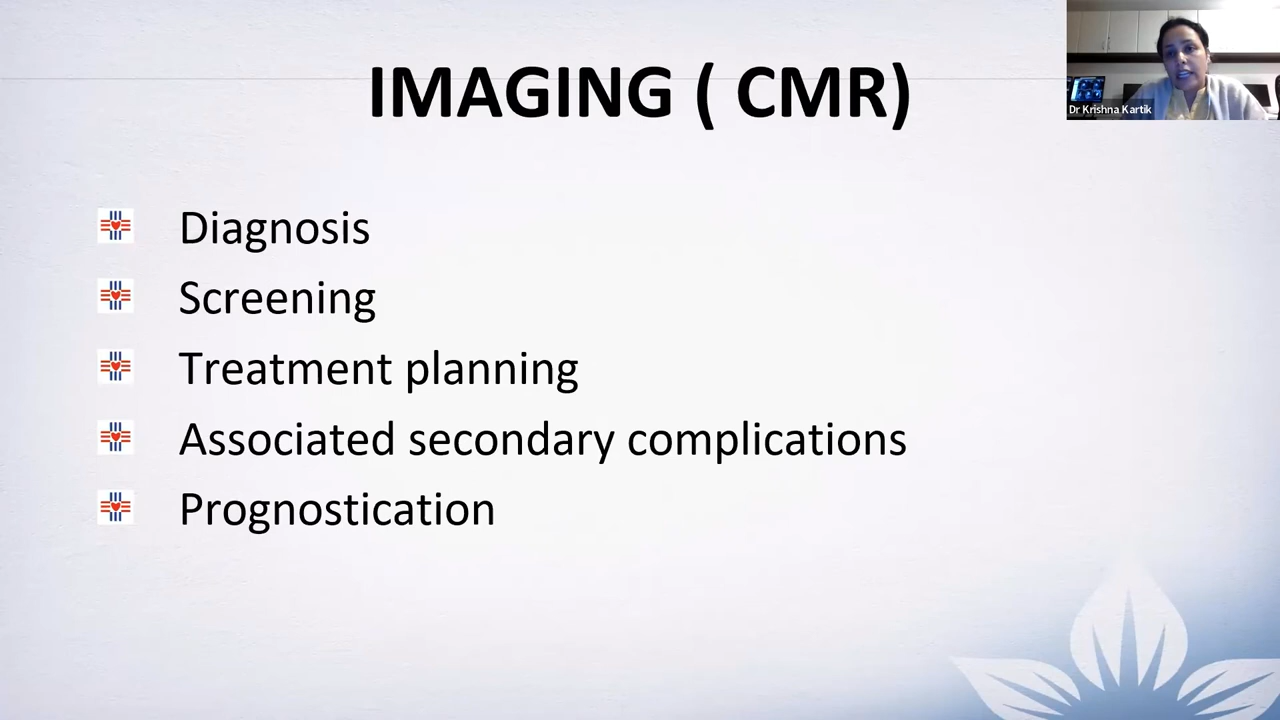 IMAGING ( CMR)
Dr Krishna Kartik
Diagnosis
Screening
Treatment planning
Associated secondary complications
Prognostication